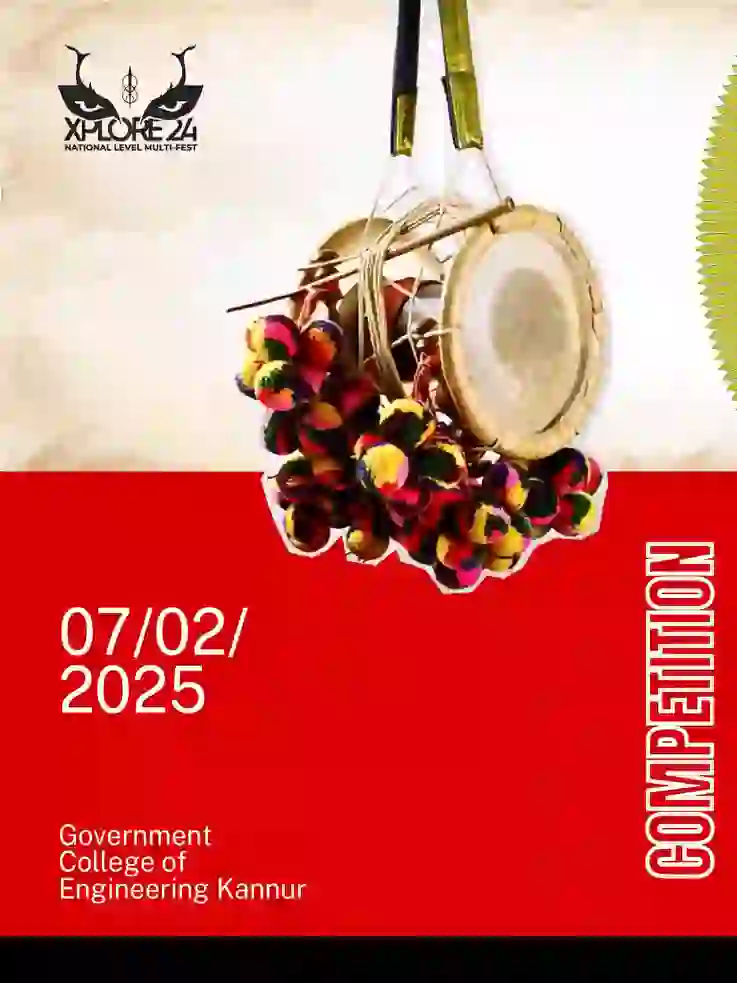 XPLORE 24
NATIONAL LEVEL MULTI-FEST
07/02/
2025
COMPETITION
Government
College of
Engineering Kannur